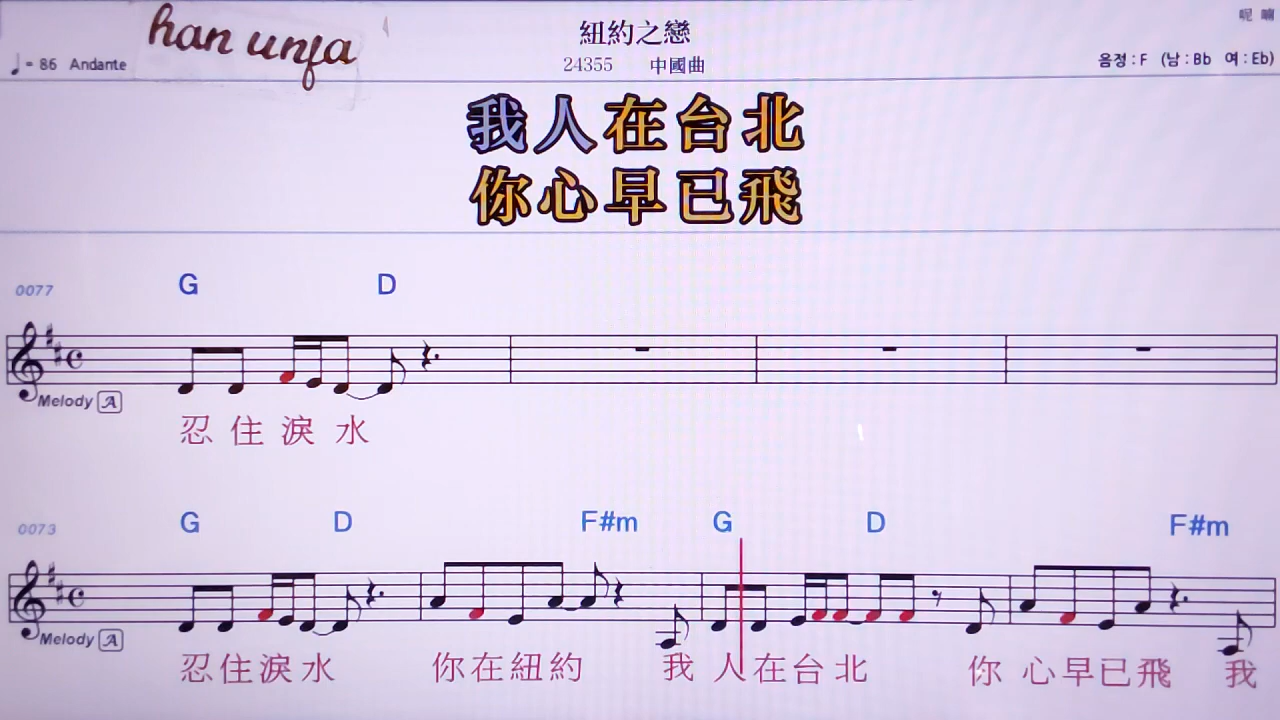 han unja
紐約之戀
呢 喃
♩= 86 Andante
24355 中國曲
음정 : F (남 : Bb 여 : Eb)
我人在台北
你心早已飛
0077
G D
Melody A
忍 住 淚 水
0073
G D F#m G D F#m
Melody A
忍住淚水 你在紐約 我 人在台北 你 心早已飛 我